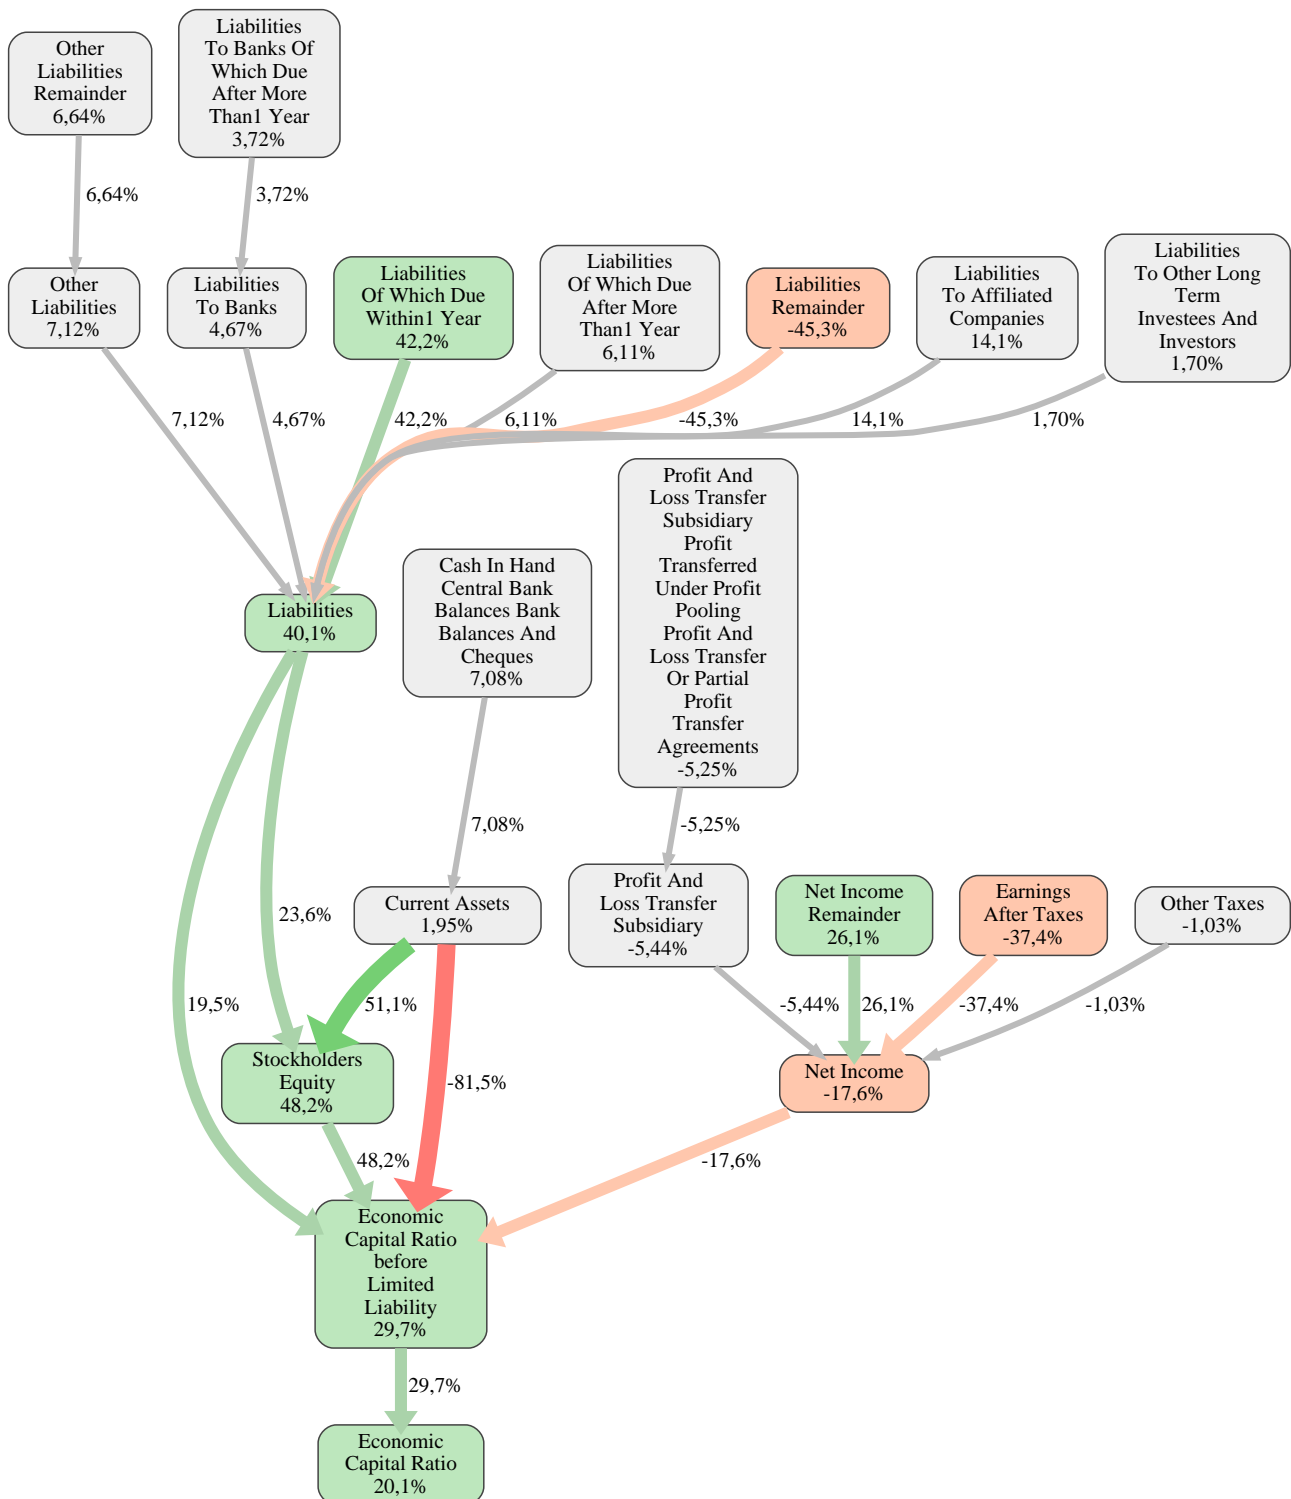 Other
Liabilities
Remainder
6,64%
Liabilities
To Banks Of
Which Due
After More
Than1 Year
3,72%
6,64%
3,72%
Other
Liabilities
7,12%
Liabilities
To Banks
4,67%
Liabilities
Of Which Due
Within1 Year
42,2%
Liabilities
Of Which Due
After More
Than1 Year
6,11%
Liabilities
Remainder
-45,3%
Liabilities
To Affiliated
Companies
14,1%
Liabilities
To Other Long
Term
Investees And
Investors
1,70%
7,12%
4,67%
42,2%
6,11%
-45,3%
14,1%
1,70%
Profit And
Loss Transfer
Subsidiary
Profit
Transferred
Under Profit
Pooling
Profit And
Loss Transfer
Or Partial
Profit
Transfer
Agreements
-5,25%
Cash In Hand
Central Bank
Balances Bank
Balances And
Cheques
7,08%
Liabilities
40,1%
7,08%
-5,25%
Current Assets
1,95%
Profit And
Loss Transfer
Subsidiary
-5,44%
Net Income
Remainder
26,1%
Earnings
After Taxes
-37,4%
Other Taxes
-1,03%
23,6%
19,5%
51,1%
-81,5%
-5,44%
26,1%
-37,4%
-1,03%
Stockholders
Equity
48,2%
Net Income
-17,6%
48,2%
-17,6%
Economic
Capital Ratio
before
Limited
Liability
29,7%
29,7%
Economic
Capital Ratio
20,1%